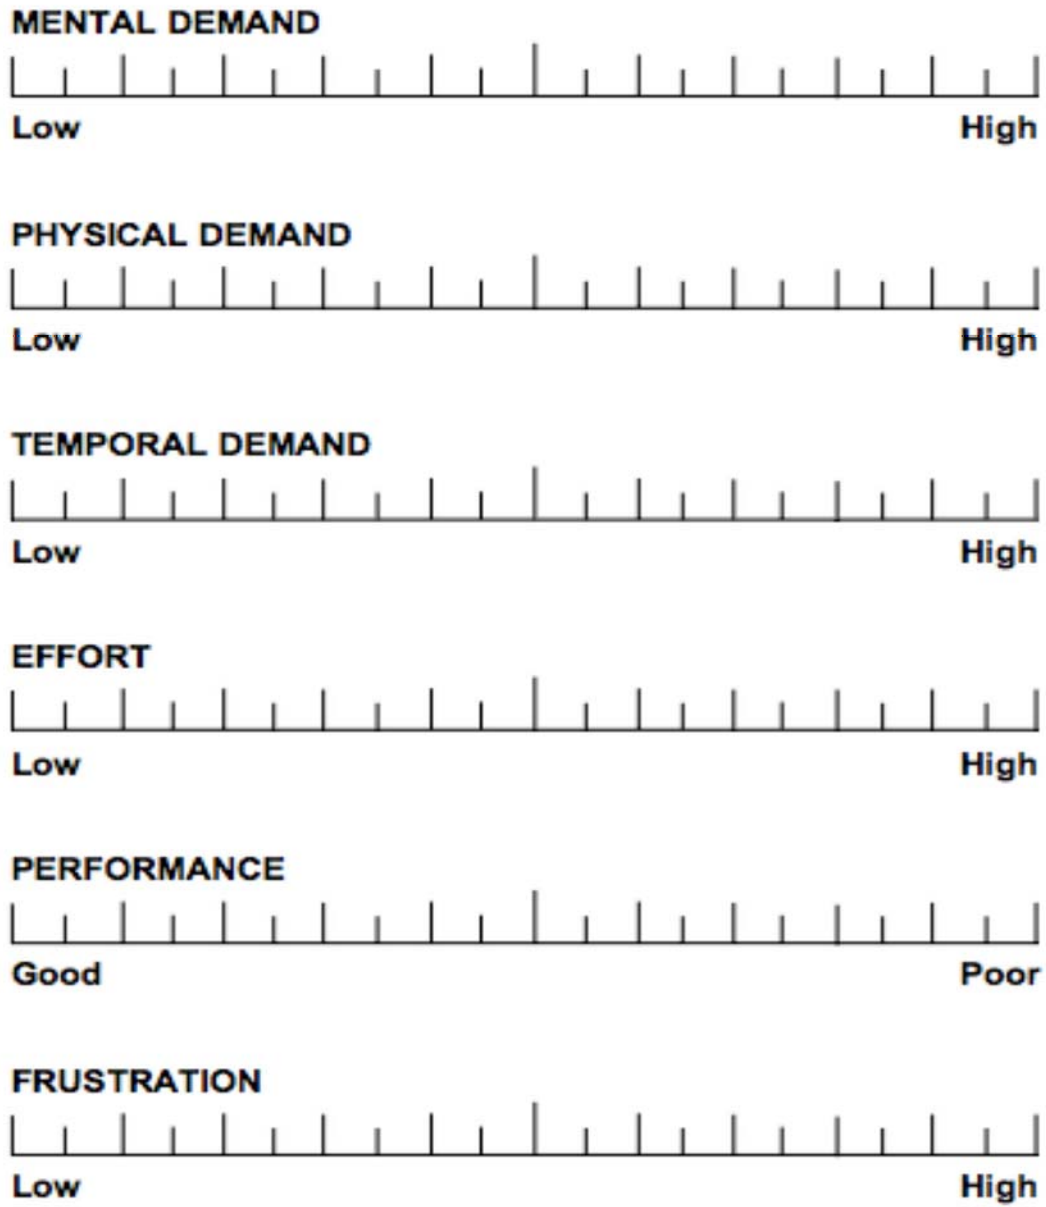 MENTAL DEMAND
Low High
PHYSICAL DEMAND
Low High
TEMPORAL DEMAND
Low High
EFFORT
Low High
PERFORMANCE
Good Poor
FRUSTRATION
Low High